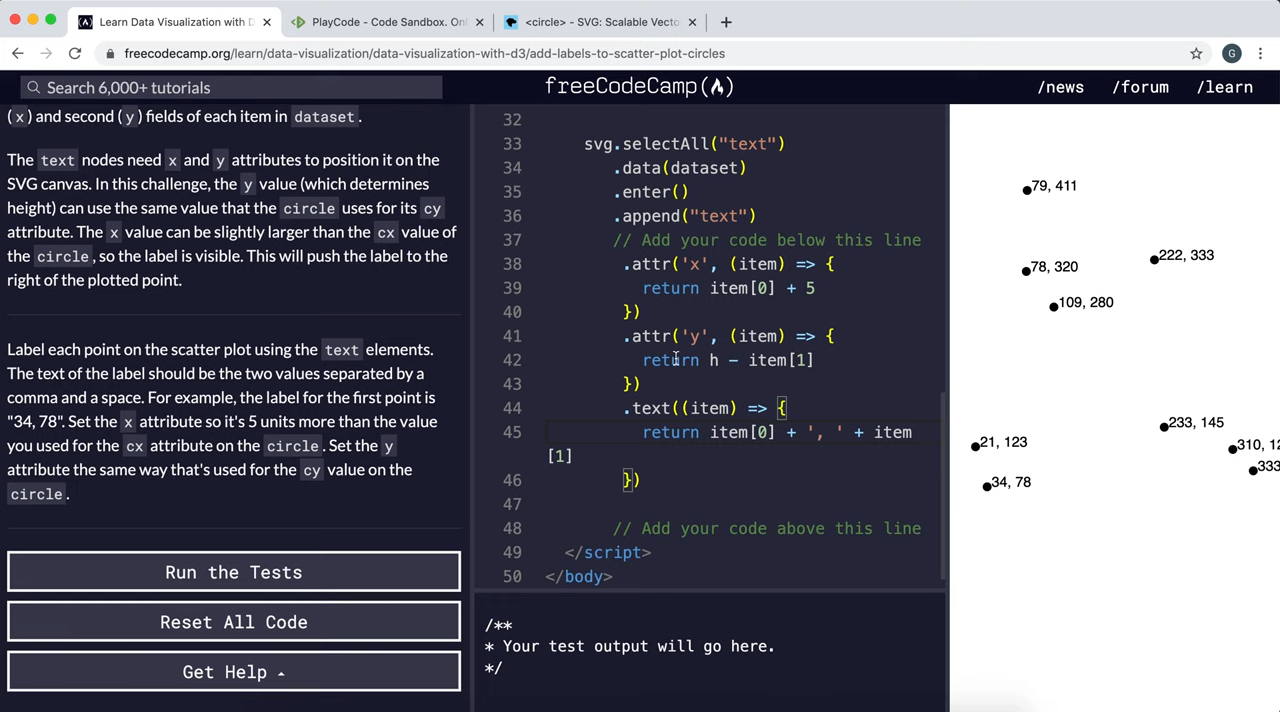 Learn Data Visualization with D
PlayCode - Code Sandbox. Onl
<circle> - SVG: Scalable Vecto
freecodecamp.org/learn/data-visualization/data-visualization-with-d3/add-labels-to-scatter-plot-circles
G
Search 6,000+ tutorials
freeCodeCamp
/news
/forum
/learn
(x) and second (y) fields of each item in dataset.
The text nodes need x and y attributes to position it on the
SVG canvas. In this challenge, the y value (which determines
height) can use the same value that the circle uses for its cy
attribute. The x value can be slightly larger than the cx value of
the circle, so the label is visible. This will push the label to the
right of the plotted point.
Label each point on the scatter plot using the text elements.
The text of the label should be the two values separated by a
comma and a space. For example, the label for the first point is
"34, 78". Set the x attribute so it's 5 units more than the value
you used for the cx attribute on the circle. Set the y
attribute the same way that's used for the cy value on the
circle.
Run the Tests
Reset All Code
Get Help
32
33 svg.selectAll("text")
34 .data(dataset)
35 .enter()
36 .append("text")
37 // Add your code below this line
38 .attr('x', (item) => {
39 return item[0] + 5
40 })
41 .attr('y', (item) => {
42 return h - item[1]
43 })
44 .text((item) => {
45 return item[0] + ', ' + item
[1]
46 })
47
48 // Add your code above this line
49 </script>
50 </body>
/**
* Your test output will go here.
*/
79, 411
222, 333
78, 320
109, 280
233, 145
21, 123
310, 12
333
34, 78